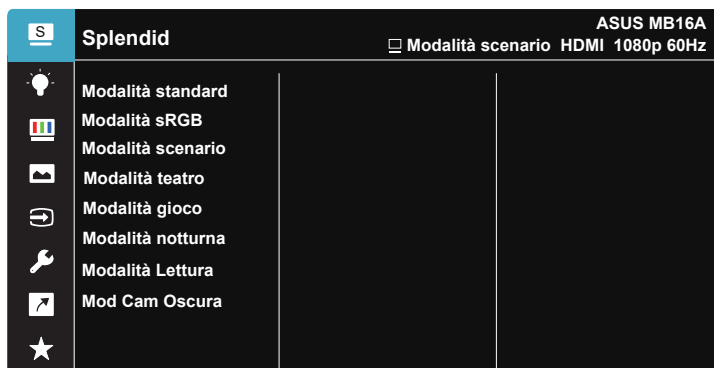 S
Splendid
ASUS MB16A
Modalità scenario HDMI 1080p 60Hz
Modalità standard
Modalità sRGB
Modalità scenario
Modalità teatro
Modalità gioco
Modalità notturna
Modalità Lettura
Mod Cam Oscura